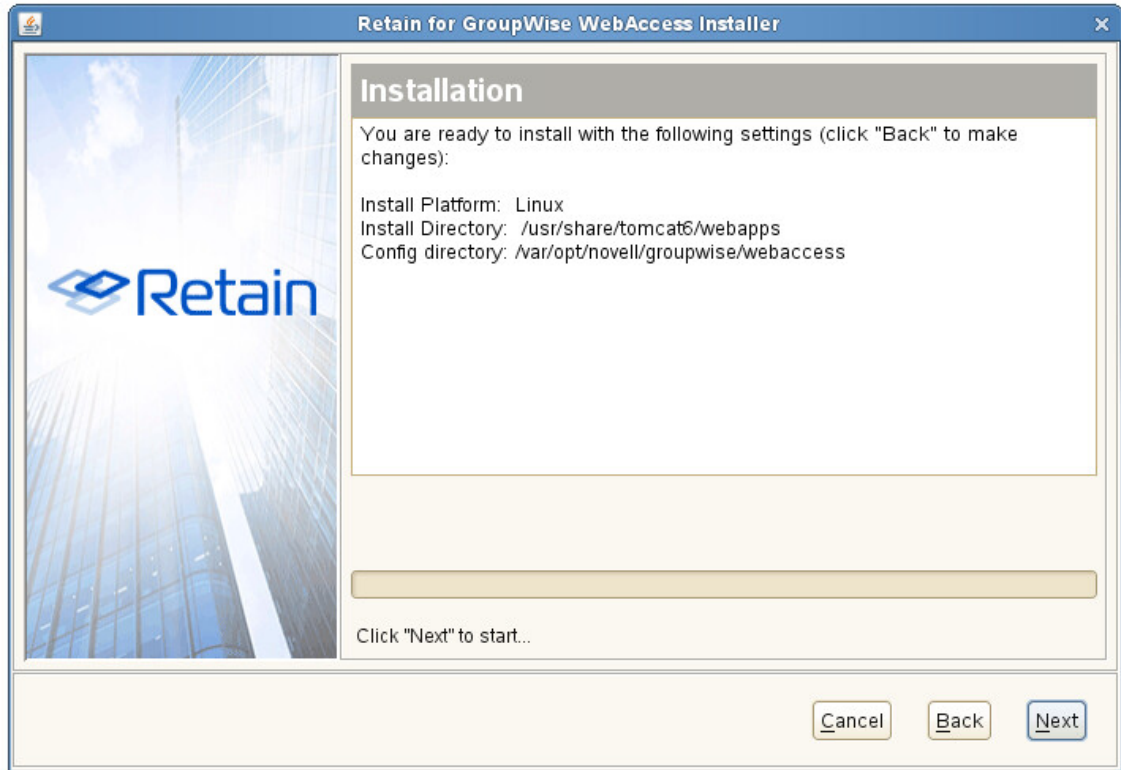 Retain for GroupWise WebAccess Installer
Installation
You are ready to install with the following settings (click "Back" to make
changes):
Install Platform: Linux
Install Directory: /usr/share/tomcat6/webapps
Config directory: /var/opt/novell/groupwise/webaccess
Retain
Click "Next" to start...
Cancel Back Next